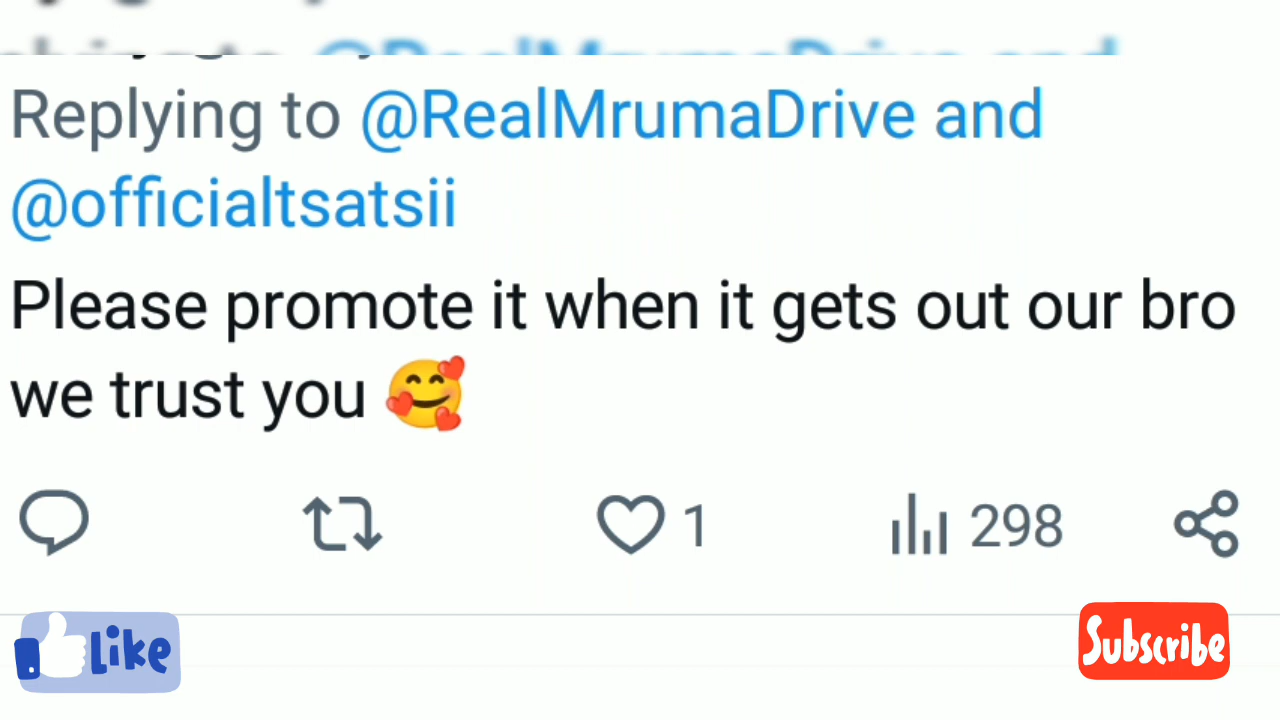 Replying to @RealMrumaDrive and
@officialtsatsii
Please promote it when it gets out our bro
we trust you 🥰
1 298
Like
Subscribe